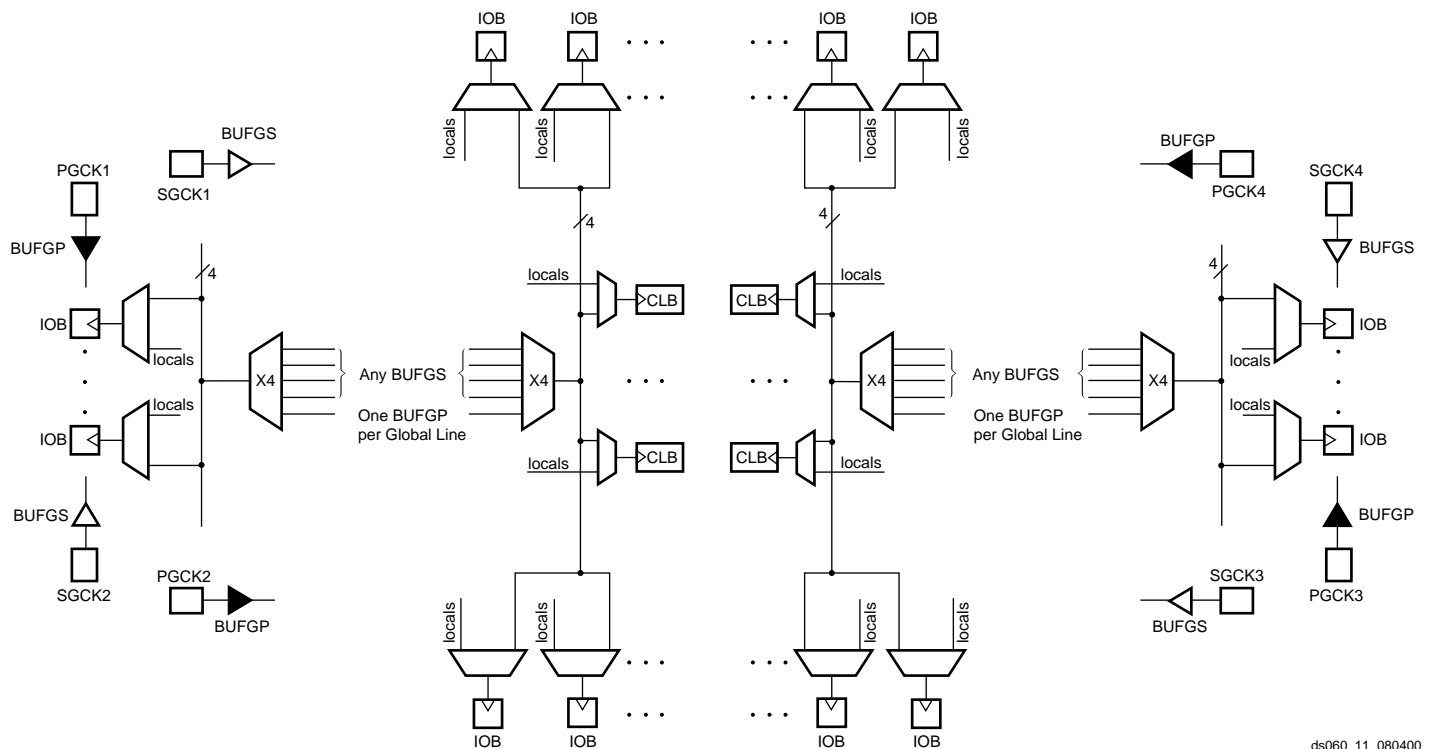 IOB IOB IOB IOB
locals locals locals locals
BUFGS
SGCK1
PGCK1
BUFGP
BUFGP
PGCK4
SGCK4
BUFGS
4 4 4 4
locals CLB CLB locals
IOB locals
locals IOB
X4 Any BUFGS X4
X4 Any BUFGS X4
One BUFGP
per Global Line
One BUFGP
per Global Line
IOB locals
locals IOB
locals CLB CLB locals
BUFGS
SGCK2
PGCK2
BUFGP
SGCK3
BUFGS
BUFGP
PGCK3
locals locals locals locals
IOB IOB IOB IOB
ds060_11_080400